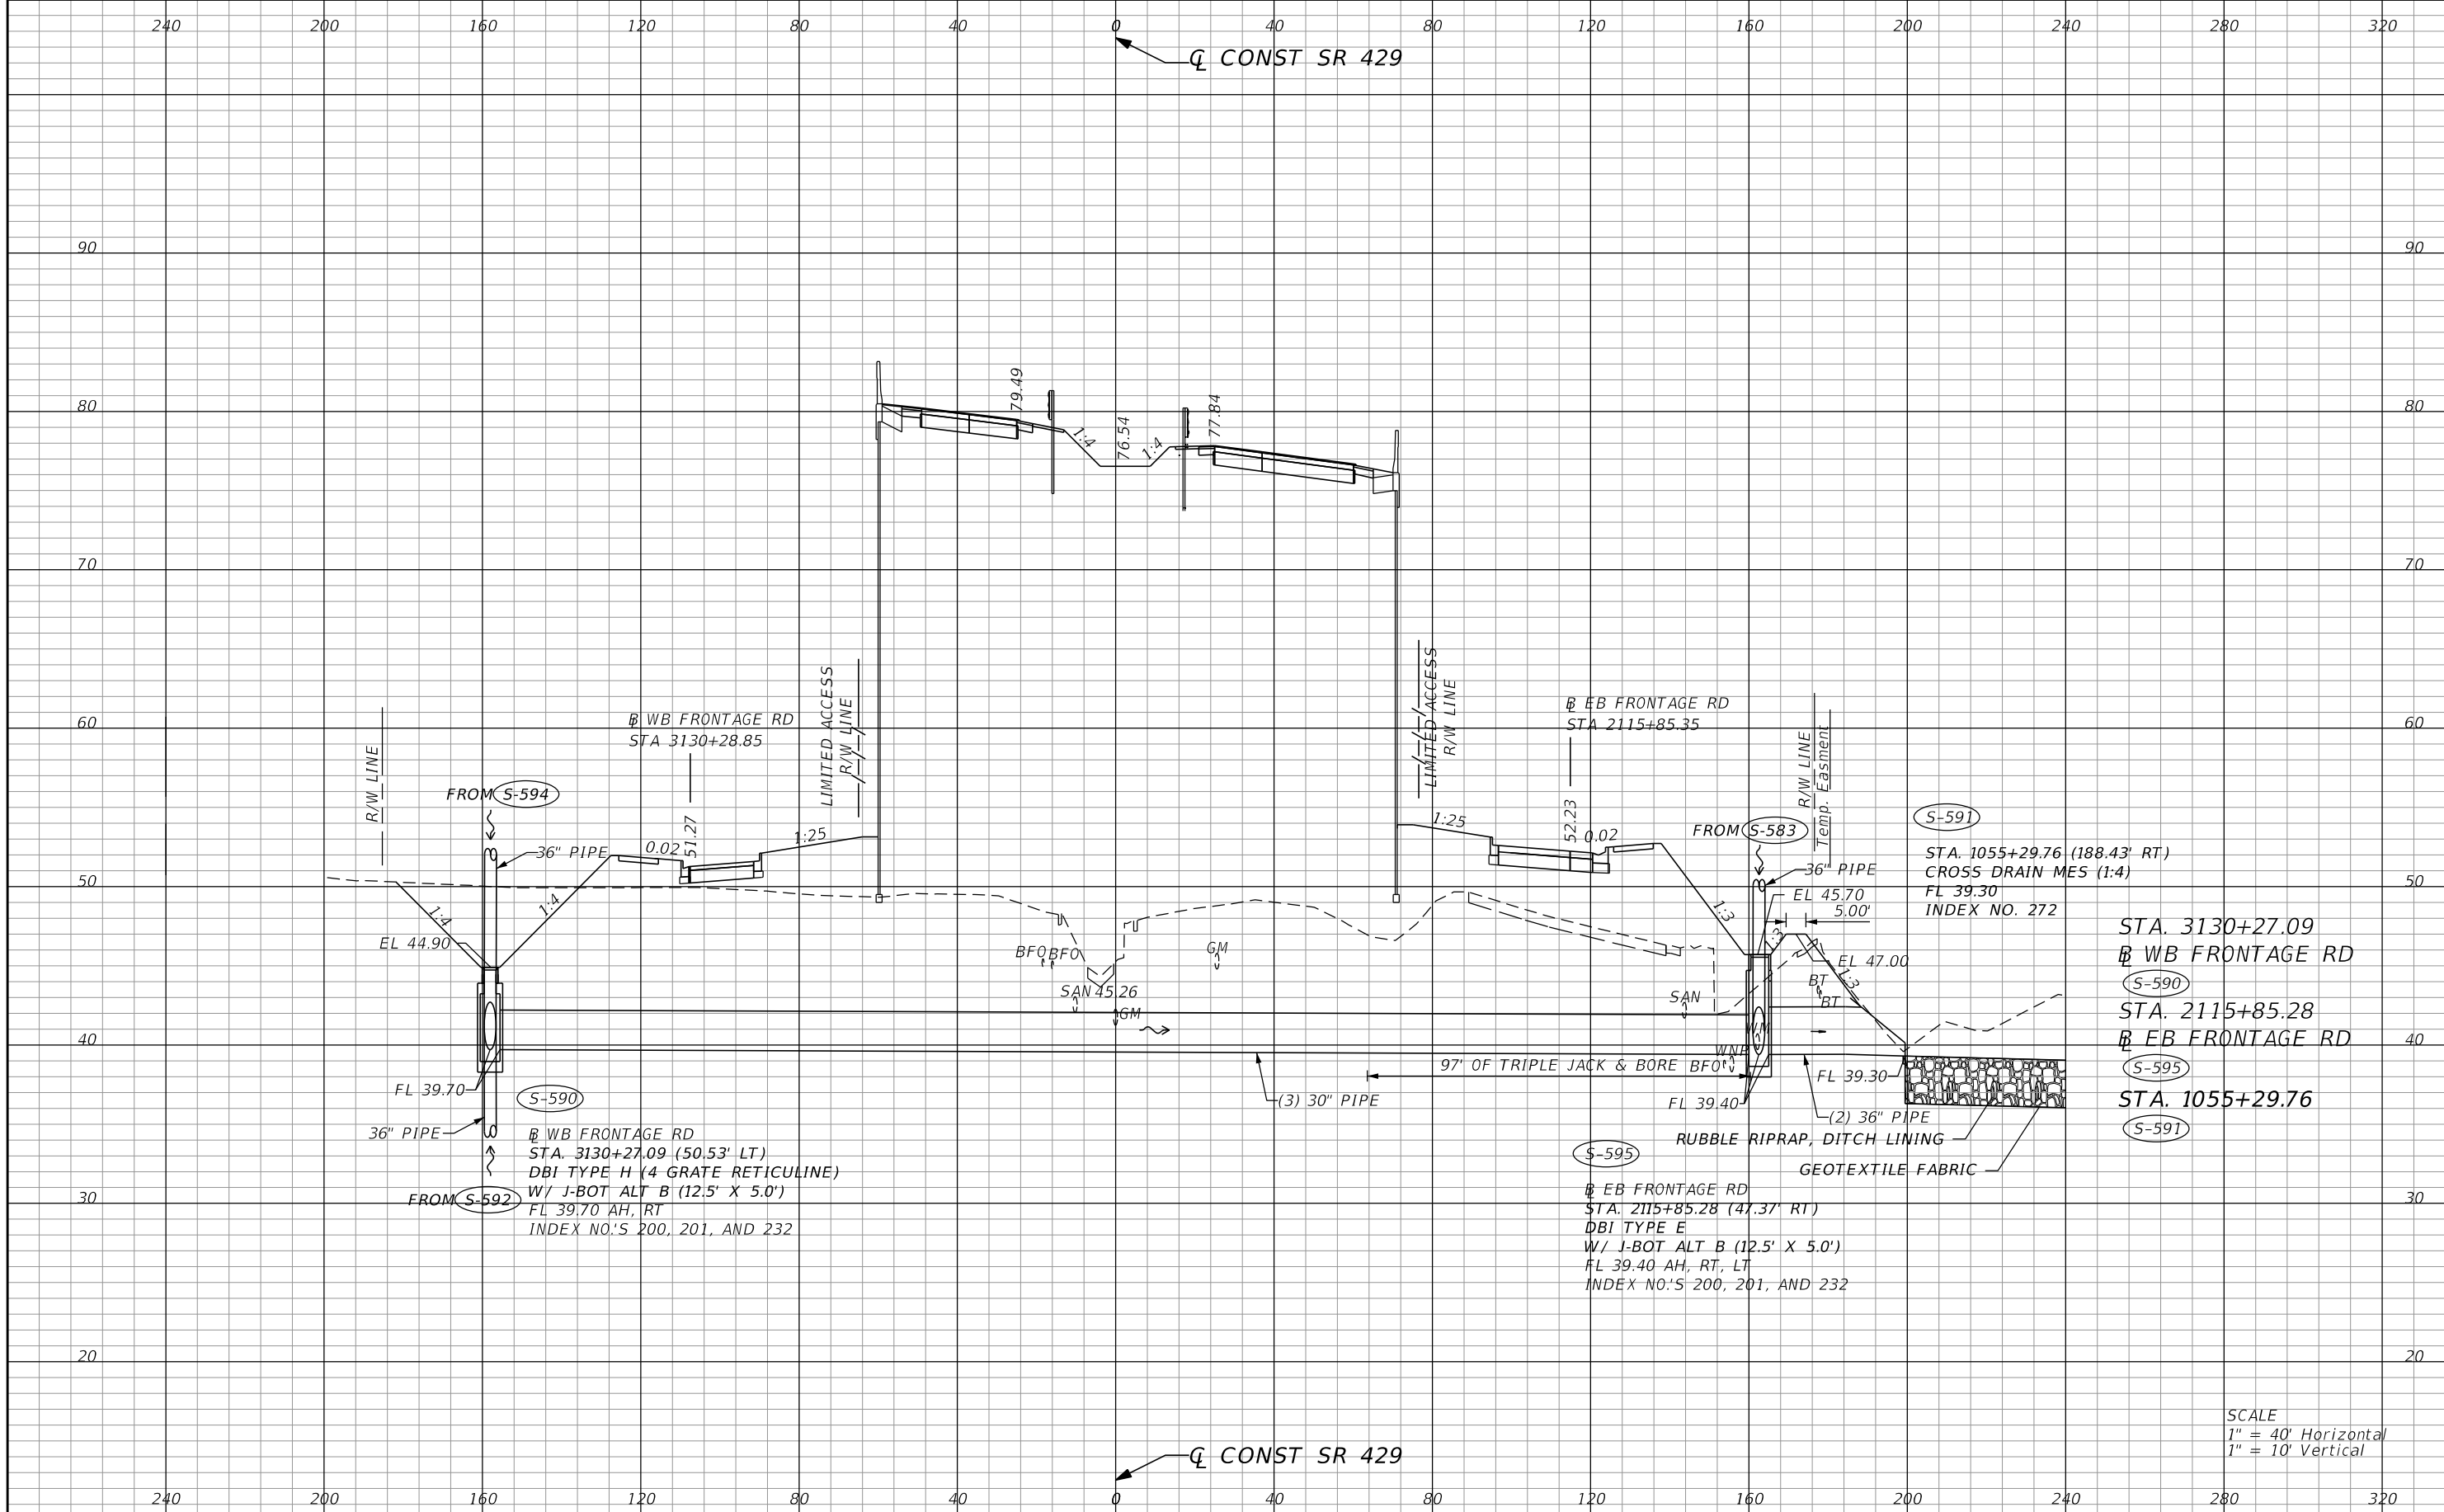 240 200 160 120 80 40 0 40 80 120 160 200 240 280 320
℄ CONST SR 429
90 90
80 80
79.49
76.54
77.84
1:4
1:4
70 70
60 60
R/W LINE
FROM S-594
36" PIPE
B̲L WB FRONTAGE RD
STA 3130+28.85
LIMITED ACCESS
R/W LINE
0.02
51.27
1:25
LIMITED ACCESS
R/W LINE
1:25
B̲L EB FRONTAGE RD
STA 2115+85.35
52.23
0.02
R/W LINE
Temp. Easment
FROM S-583
36" PIPE
EL 45.70
5.00'
S-591
STA. 1055+29.76 (188.43' RT)
CROSS DRAIN MES (1:4)
FL 39.30
INDEX NO. 272
50 50
1:4
1:4
EL 44.90
BFO BFO
GM
SAN 45.26
GM
SAN
1:3
1:3
EL 47.00
BT
BT
1:3
STA. 3130+27.09
B̲L WB FRONTAGE RD
S-590
STA. 2115+85.28
B̲L EB FRONTAGE RD
S-595
STA. 1055+29.76
S-591
40 40
WNP
97' OF TRIPLE JACK & BORE BFO
FL 39.70
FL 39.30
(3) 30" PIPE
FL 39.40
(2) 36" PIPE
RUBBLE RIPRAP, DITCH LINING
GEOTEXTILE FABRIC
S-590
36" PIPE
B̲L WB FRONTAGE RD
STA. 3130+27.09 (50.53' LT)
DBI TYPE H (4 GRATE RETICULINE)
W/ J-BOT ALT B (12.5' X 5.0')
FL 39.70 AH, RT
INDEX NO.'S 200, 201, AND 232
FROM S-592
30 30
S-595
B̲L EB FRONTAGE RD
STA. 2115+85.28 (47.37' RT)
DBI TYPE E
W/ J-BOT ALT B (12.5' X 5.0')
FL 39.40 AH, RT, LT
INDEX NO.'S 200, 201, AND 232
20 20
SCALE
1" = 40' Horizontal
1" = 10' Vertical
℄ CONST SR 429
240 200 160 120 80 40 0 40 80 120 160 200 240 280 320